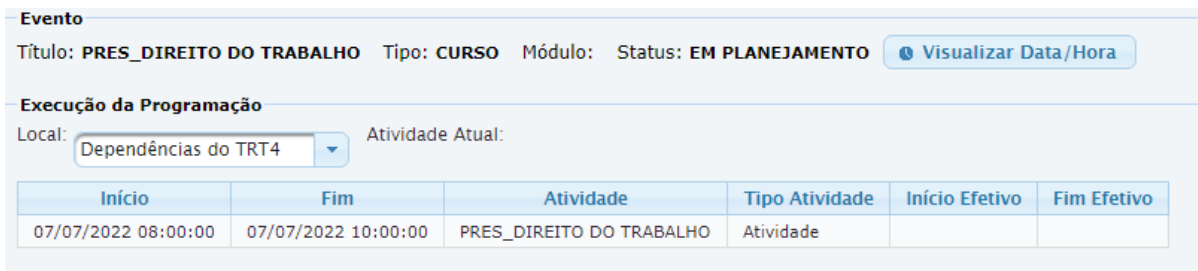 Evento
Título: PRES_DIREITO DO TRABALHO Tipo: CURSO Módulo: Status: EM PLANEJAMENTO Visualizar Data/Hora
Execução da Programação
Local: Dependências do TRT4 Atividade Atual:
Início Fim Atividade Tipo Atividade Início Efetivo Fim Efetivo
07/07/2022 08:00:00 07/07/2022 10:00:00 PRES_DIREITO DO TRABALHO Atividade